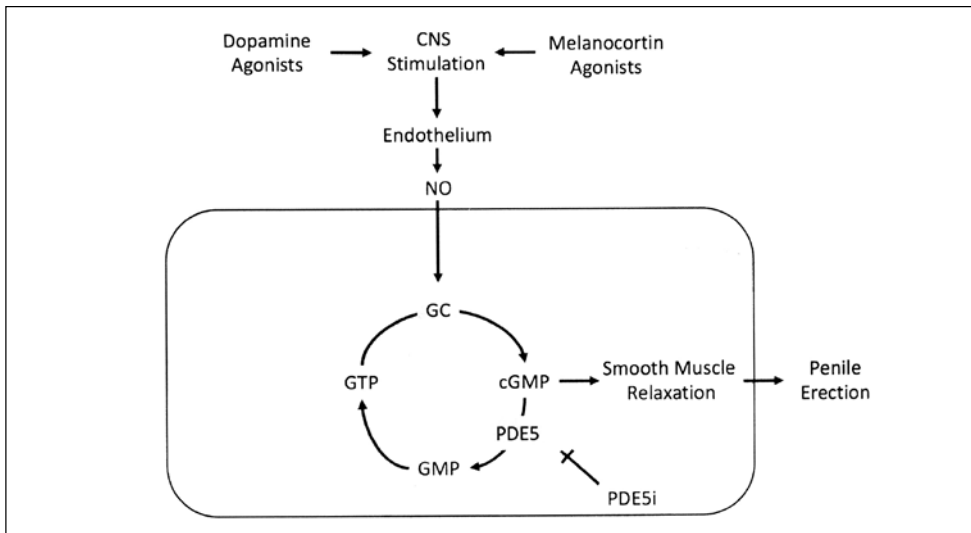 Dopamine
Agonists
CNS
Stimulation
Melanocortin
Agonists
Endothelium
NO
GC
GTP
cGMP
Smooth Muscle
Relaxation
Penile
Erection
PDE5
GMP
PDE5i